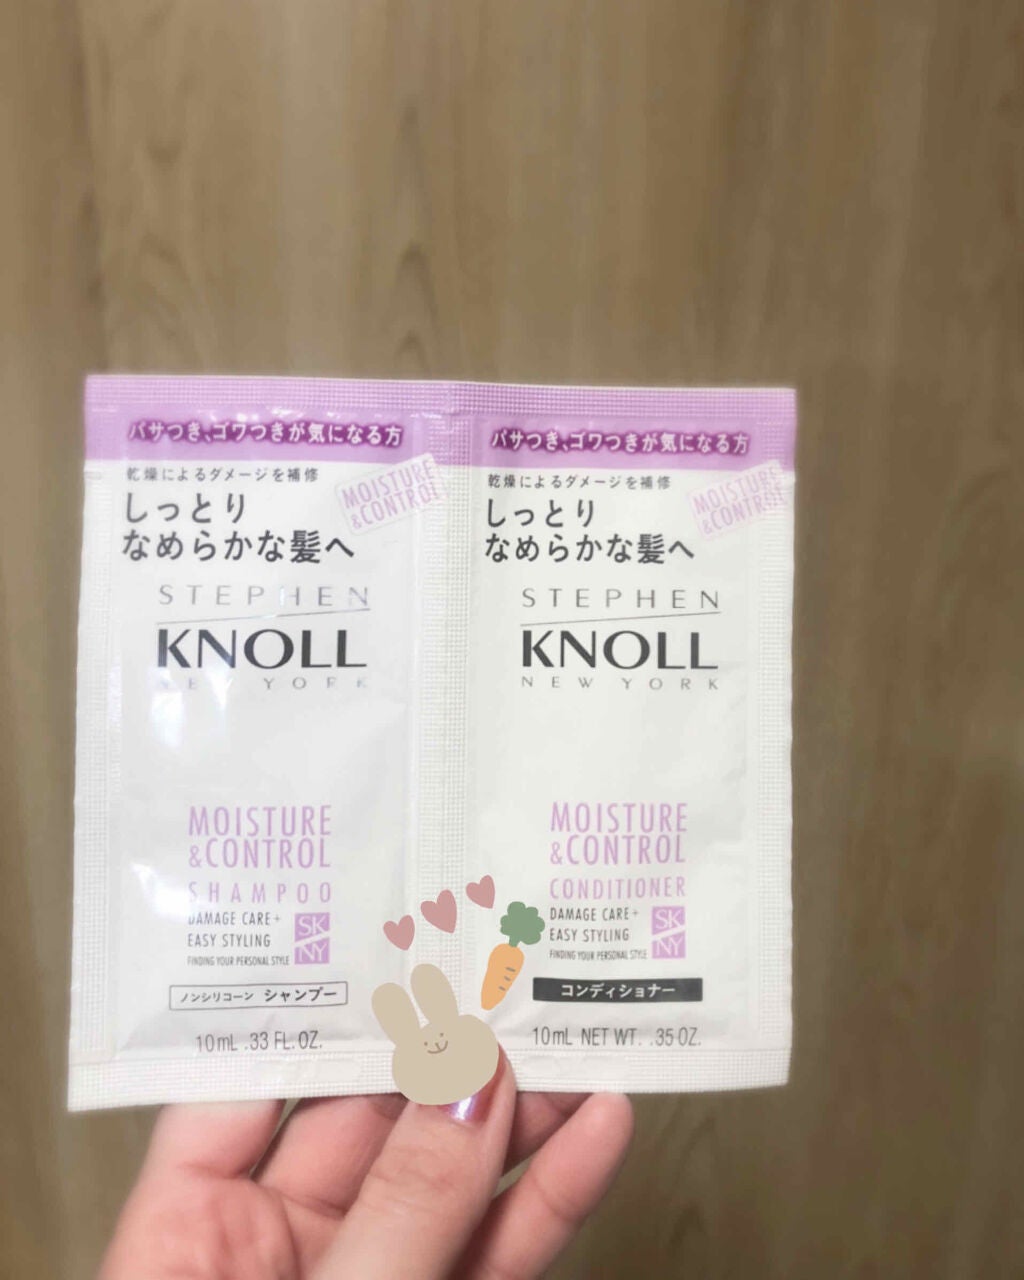 パサつき、ゴワつきが気になる方
乾燥によるダメージを補修
しっとり
なめらかな髪へ
MOISTURE
&CONTROL
STEPHEN
KNOLL
NEW YORK
MOISTURE
&CONTROL
SHAMPOO
DAMAGE CARE+
EASY STYLING
FINDING YOUR PERSONAL STYLE
SK
NY
ノンシリコーン シャンプー
10mL .33 FL. OZ.
パサつき、ゴワつきが気になる方
乾燥によるダメージを補修
しっとり
なめらかな髪へ
MOISTURE
&CONTROL
STEPHEN
KNOLL
NEW YORK
MOISTURE
&CONTROL
CONDITIONER
DAMAGE CARE+
EASY STYLING
FINDING YOUR PERSONAL STYLE
SK
NY
コンディショナー
10mL NET WT. .35 OZ.